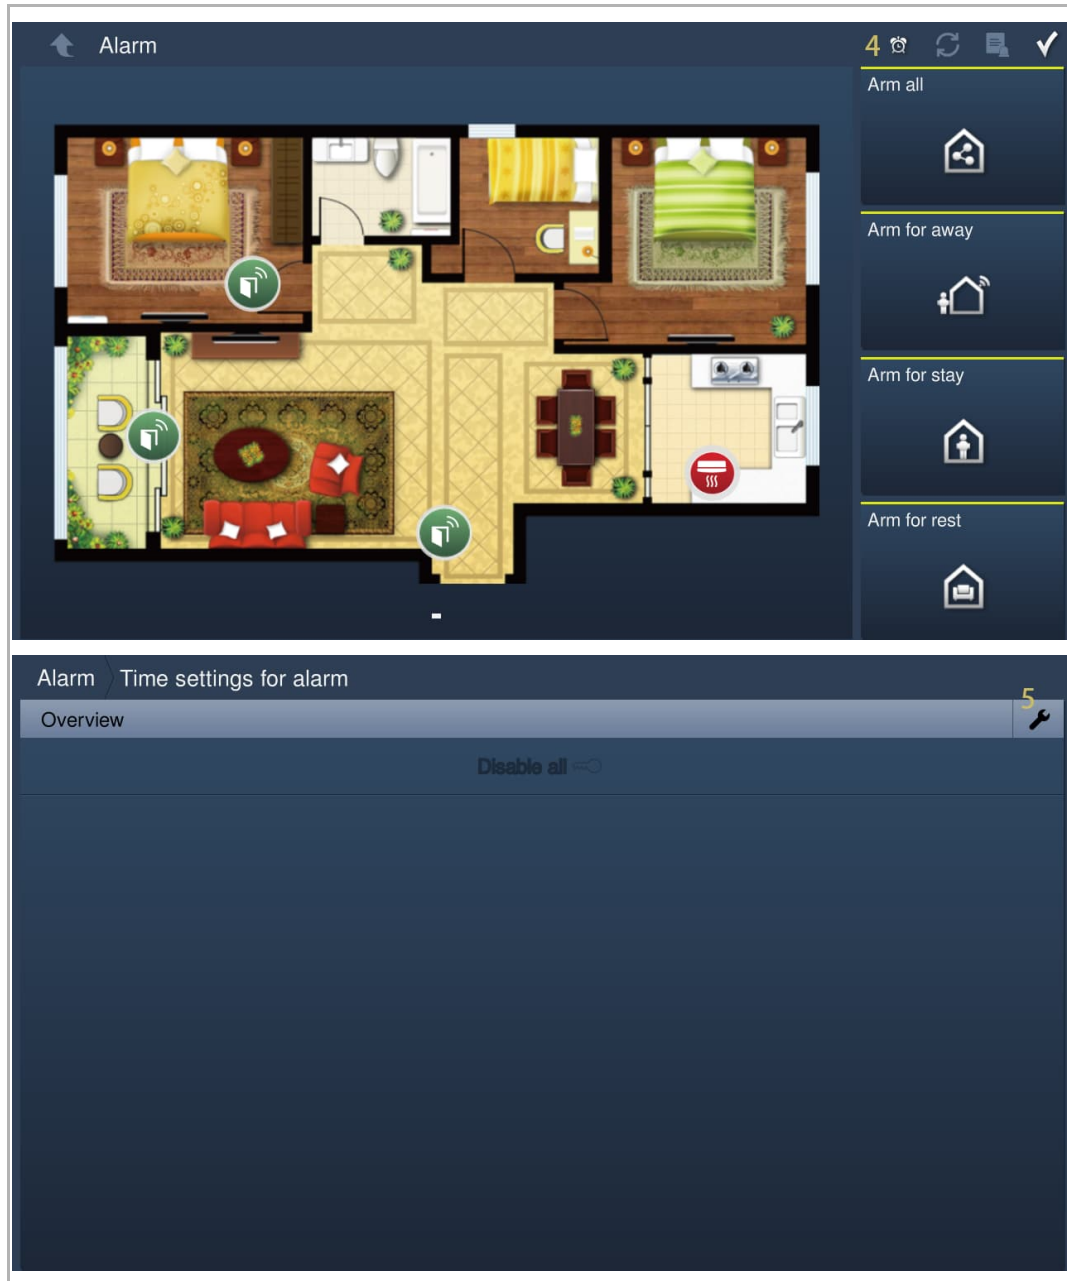 Alarm
4
Arm all
Arm for away
Arm for stay
Arm for rest
Alarm Time settings for alarm
5
Overview
Disable all